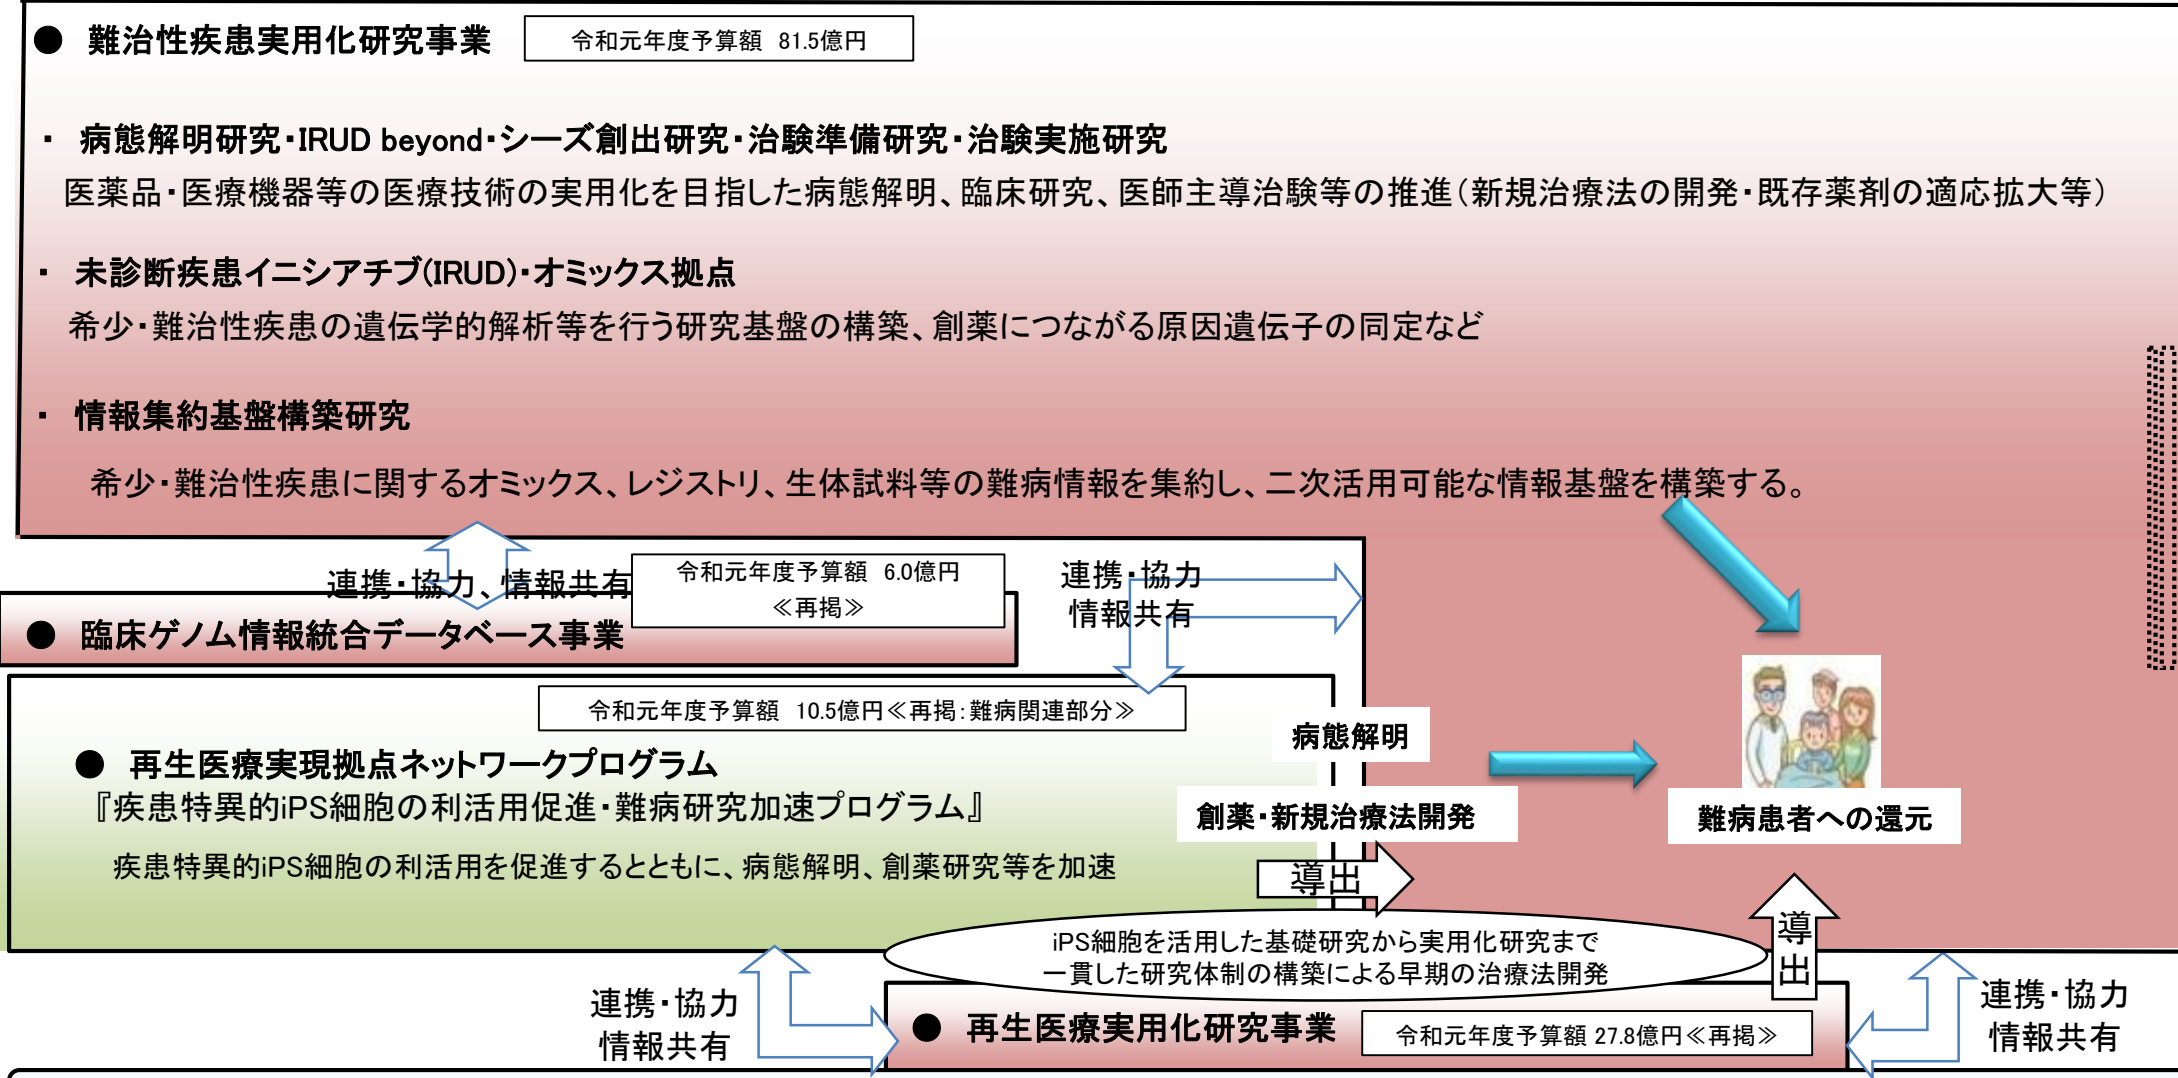 ● 難治性疾患実用化研究事業
令和元年度予算額 81.5億円
・ 病態解明研究・IRUD beyond・シーズ創出研究・治験準備研究・治験実施研究
医薬品・医療機器等の医療技術の実用化を目指した病態解明、臨床研究、医師主導治験等の推進（新規治療法の開発・既存薬剤の適応拡大等）
・ 未診断疾患イニシアチブ(IRUD)・オミックス拠点
希少・難治性疾患の遺伝学的解析等を行う研究基盤の構築、創薬につながる原因遺伝子の同定など
・ 情報集約基盤構築研究
希少・難治性疾患に関するオミックス、レジストリ、生体試料等の難病情報を集約し、二次活用可能な情報基盤を構築する。
連携・協力、情報共有
令和元年度予算額 6.0億円
≪再掲≫
連携・協力
情報共有
● 臨床ゲノム情報統合データベース事業
令和元年度予算額 10.5億円≪再掲：難病関連部分≫
● 再生医療実現拠点ネットワークプログラム
『疾患特異的iPS細胞の利活用促進・難病研究加速プログラム』
疾患特異的iPS細胞の利活用を促進するとともに、病態解明、創薬研究等を加速
病態解明
創薬・新規治療法開発
導出
難病患者への還元
導出
iPS細胞を活用した基礎研究から実用化研究まで
一貫した研究体制の構築による早期の治療法開発
連携・協力
情報共有
● 再生医療実用化研究事業
令和元年度予算額 27.8億円≪再掲≫
連携・協力
情報共有